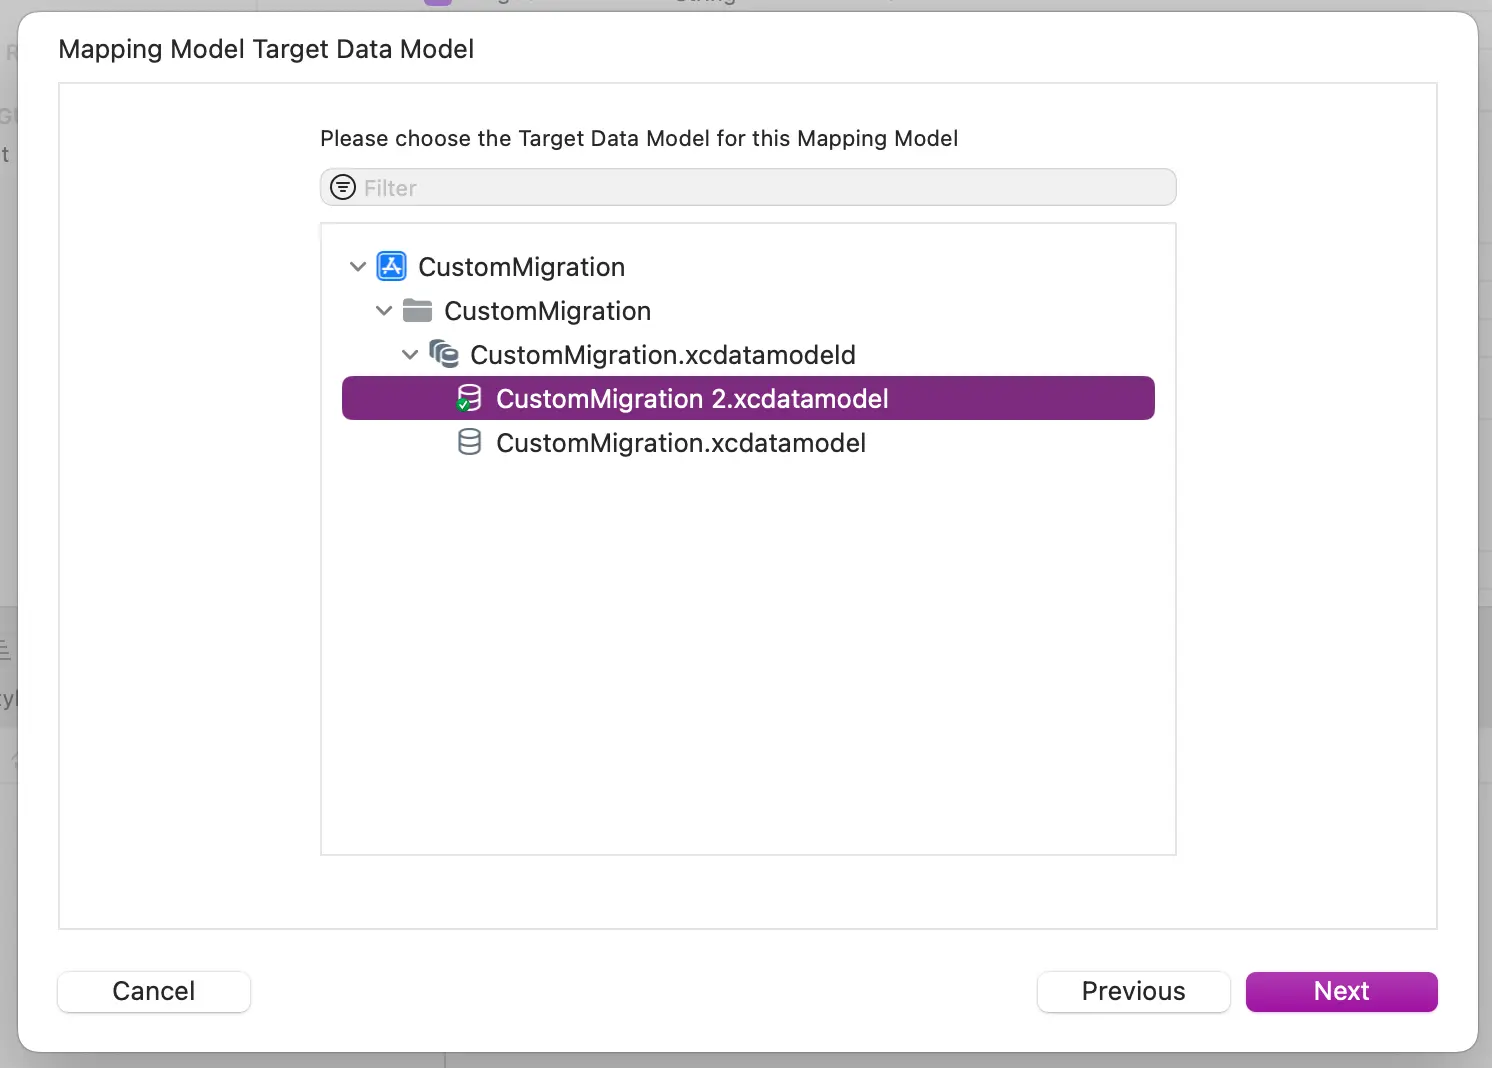 Mapping Model Target Data Model
Please choose the Target Data Model for this Mapping Model
Filter
CustomMigration
CustomMigration
CustomMigration.xcdatamodeld
CustomMigration 2.xcdatamodel
CustomMigration.xcdatamodel
Cancel
Previous
Next